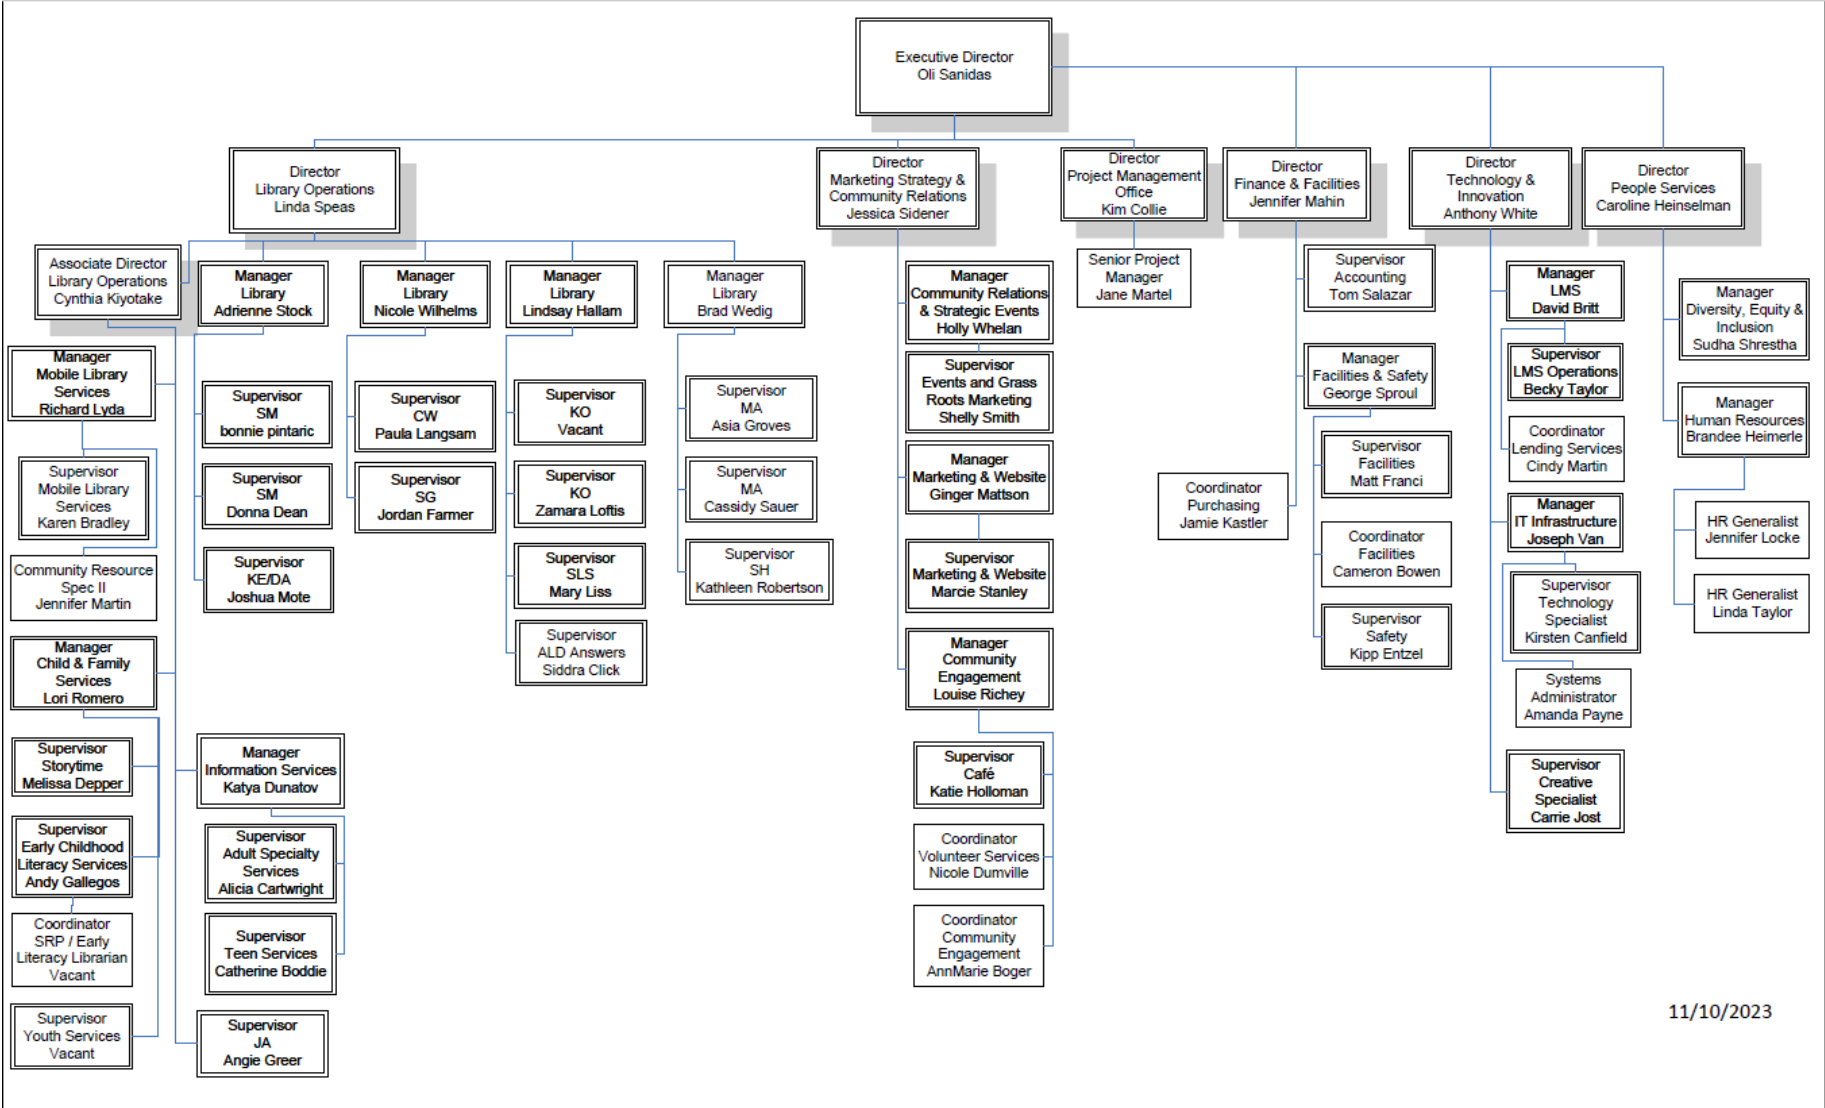 Executive Director
Oli Sanidas
Director
Library Operations
Linda Speas
Director
Marketing Strategy &
Community Relations
Jessica Sidener
Director
Project Management
Office
Kim Collie
Director
Finance & Facilities
Jennifer Mahin
Director
Technology &
Innovation
Anthony White
Director
People Services
Caroline Heinselman
Associate Director
Library Operations
Cynthia Kiyotake
Manager
Library
Adrienne Stock
Manager
Library
Nicole Wilhelms
Manager
Library
Lindsay Hallam
Manager
Library
Brad Wedig
Manager
Mobile Library
Services
Richard Lyda
Supervisor
Mobile Library
Services
Karen Bradley
Community Resource
Spec II
Jennifer Martin
Manager
Child & Family
Services
Lori Romero
Supervisor
Storytime
Melissa Depper
Supervisor
Early Childhood
Literacy Services
Andy Gallegos
Coordinator
SRP / Early
Literacy Librarian
Vacant
Supervisor
Youth Services
Vacant
Manager
Information Services
Katya Dunatov
Supervisor
Adult Specialty
Services
Alicia Cartwright
Supervisor
Teen Services
Catherine Boddie
Supervisor
JA
Angie Greer
Supervisor
SM
bonnie pintaric
Supervisor
SM
Donna Dean
Supervisor
KE/DA
Joshua Mote
Supervisor
CW
Paula Langsam
Supervisor
SG
Jordan Farmer
Supervisor
KO
Vacant
Supervisor
KO
Zamara Loftis
Supervisor
SLS
Mary Liss
Supervisor
ALD Answers
Siddra Click
Supervisor
MA
Asia Groves
Supervisor
MA
Cassidy Sauer
Supervisor
SH
Kathleen Robertson
Manager
Community Relations
& Strategic Events
Holly Whelan
Supervisor
Events and Grass
Roots Marketing
Shelly Smith
Manager
Marketing & Website
Ginger Mattson
Supervisor
Marketing & Website
Marcie Stanley
Manager
Community
Engagement
Louise Richey
Supervisor
Café
Katie Holloman
Coordinator
Volunteer Services
Nicole Dumville
Coordinator
Community
Engagement
AnnMarie Boger
Senior Project
Manager
Jane Martel
Supervisor
Accounting
Tom Salazar
Manager
Facilities & Safety
George Sproul
Supervisor
Facilities
Matt Franci
Coordinator
Purchasing
Jamie Kastler
Coordinator
Facilities
Cameron Bowen
Supervisor
Safety
Kipp Entzel
Manager
LMS
David Britt
Supervisor
LMS Operations
Becky Taylor
Coordinator
Lending Services
Cindy Martin
Manager
IT Infrastructure
Joseph Van
Supervisor
Technology
Specialist
Kirsten Canfield
Systems
Administrator
Amanda Payne
Supervisor
Creative
Specialist
Carrie Jost
Manager
Diversity, Equity &
Inclusion
Sudha Shrestha
Manager
Human Resources
Brandee Heimerle
HR Generalist
Jennifer Locke
HR Generalist
Linda Taylor
11/10/2023